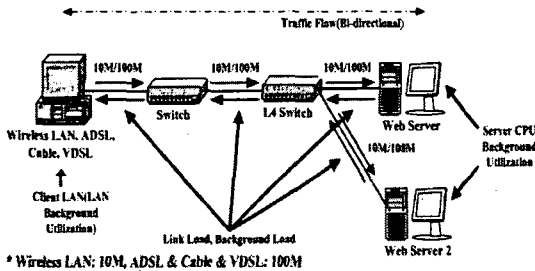 Traffic Flow(Bi-directional)
10M/100M
10M/100M
10M/100M
Switch
L4 Switch
Web Server
Wireless LAN, ADSL,
Cable, VDSL
10M/100M
Server CPU
Background
Utilization
Client LAN(LAN
Background
Utilization)
Link Load, Background Load
Web Server 2
* Wireless LAN: 10M, ADSL & Cable & VDSL: 100M